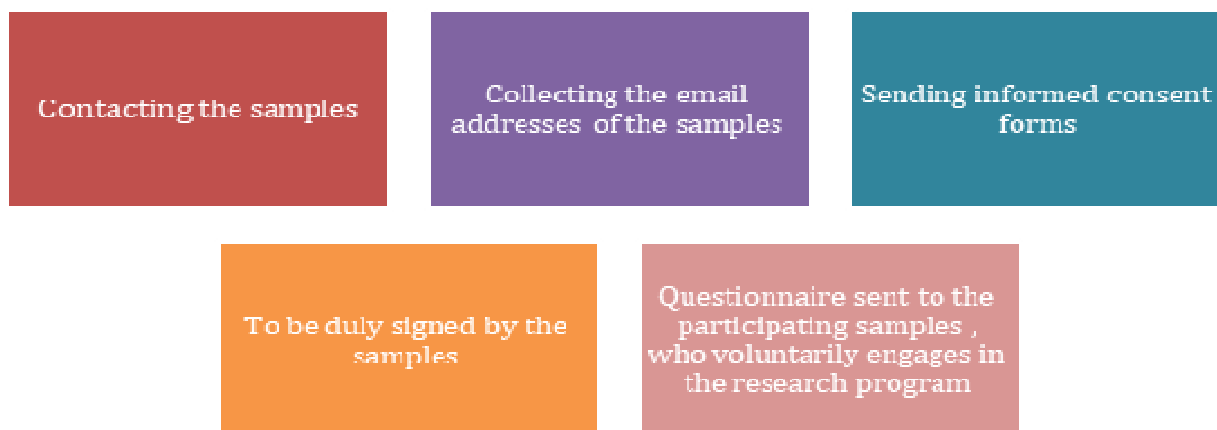 Contacting the samples
Collecting the email
addresses of the samples
Sending informed consent
forms
To be duly signed by the
samples
Questionnaire sent to the
participating samples ,
who voluntarily engages in
the research program